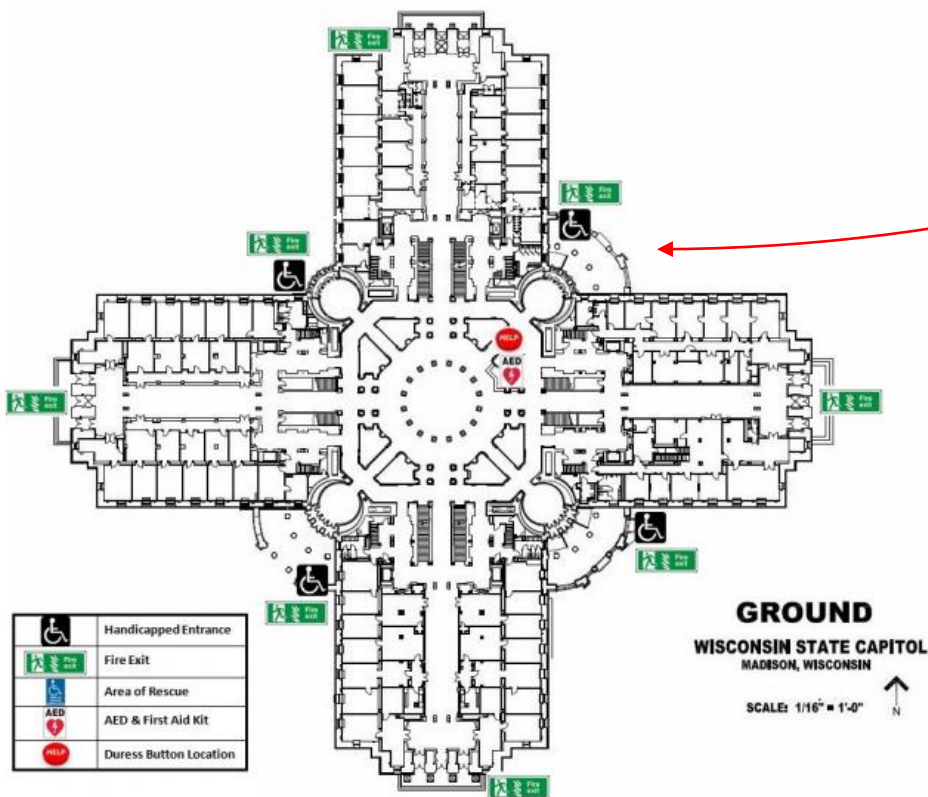 Fire
exit
Fire
exit
Fire
exit
HELP
AED
Fire
exit
Fire
exit
Fire
exit
Fire
exit
Fire
exit
Handicapped Entrance
Fire
exit
Fire Exit
Area of Rescue
AED
AED & First Aid Kit
HELP
Duress Button Location
GROUND
WISCONSIN STATE CAPITOL
MADISON, WISCONSIN
SCALE: 1/16" = 1'-0"
N